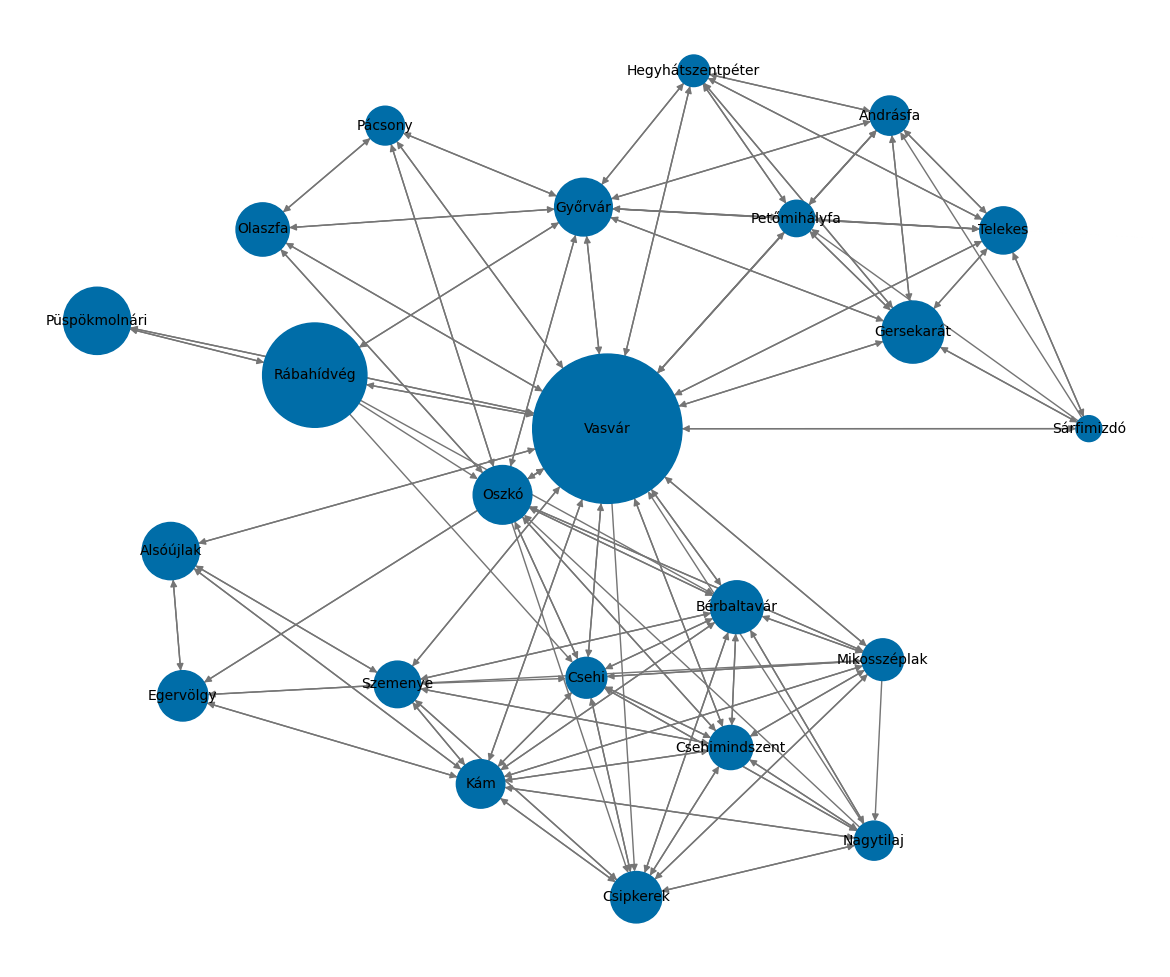 Hegyhátszentpéter
Andrásfa
Pácsony
Győrvár
Petőmihályfa
Olaszfa
Telekes
Püspökmolnári
Gersekarát
Rábahídvég
Vasvár
Sárfimizdó
Oszkó
Alsóújlak
Bérbaltavár
Mikosszéplak
Csehi
Szemenye
Egervölgy
Csehimindszent
Kám
Nagytilaj
Csipkerek